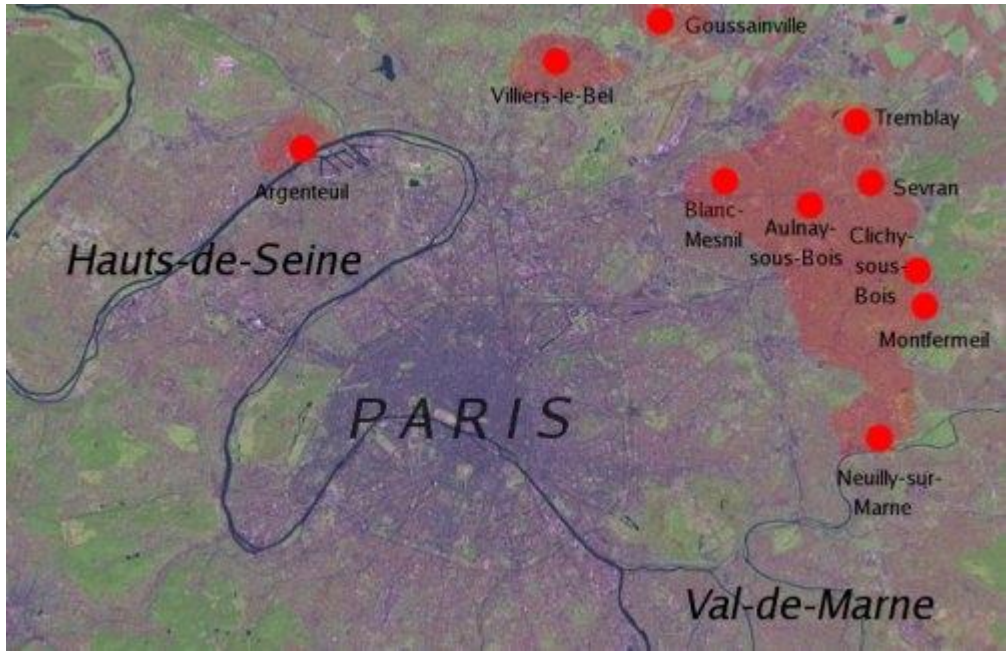 Goussainville
Villiers-le-Bel
Tremblay
Argenteuil
Sevran
Blanc-
Mesnil
Aulnay-
sous-Bois
Clichy-
sous-
Bois
Hauts-de-Seine
Montfermeil
PARIS
Neuilly-sur-
Marne
Val-de-Marne